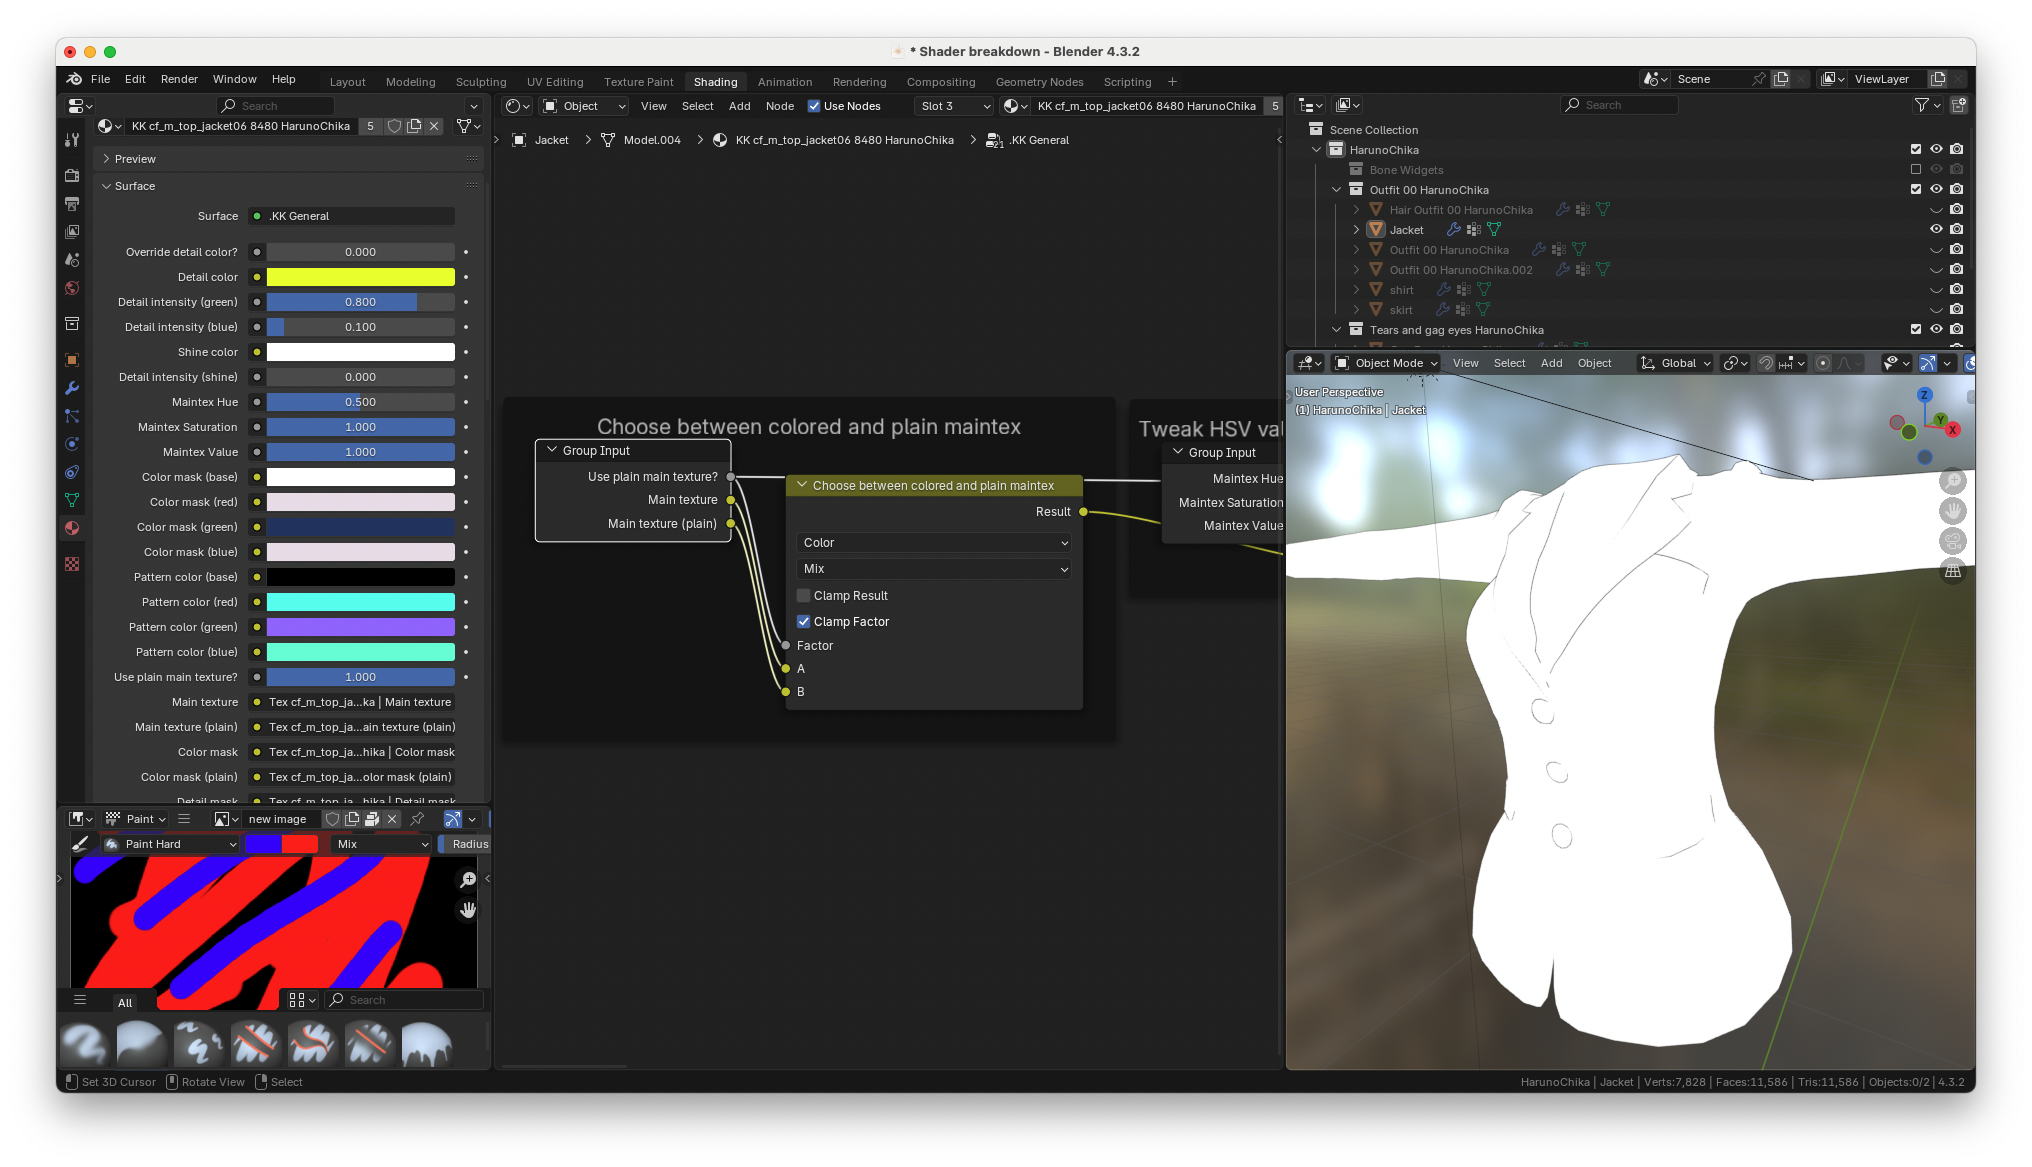 * Shader breakdown - Blender 4.3.2
File Edit Render Window Help Layout Modeling Sculpting UV Editing Texture Paint Shading Animation Rendering Compositing Geometry Nodes Scripting + Scene ViewLayer
Search
KK cf_m_top_jacket06 8480 HarunoChika 5
Preview
Surface
Surface .KK General
Override detail color? 0.000
Detail color
Detail intensity (green) 0.800
Detail intensity (blue) 0.100
Shine color
Detail intensity (shine) 0.000
Maintex Hue 0.500
Maintex Saturation 1.000
Maintex Value 1.000
Color mask (base)
Color mask (red)
Color mask (green)
Color mask (blue)
Pattern color (base)
Pattern color (red)
Pattern color (green)
Pattern color (blue)
Use plain main texture? 1.000
Main texture Tex cf_m_top_ja...ka | Main texture
Main texture (plain) Tex cf_m_top_ja...ain texture (plain)
Color mask Tex cf_m_top_ja...hika | Color mask
Color mask (plain) Tex cf_m_top_ja...olor mask (plain)
Detail mask Tex cf_m_top_ja...hika | Detail mask
Paint new image
Paint Hard Mix Radius
All Search
Object View Select Add Node Use Nodes Slot 3 KK cf_m_top_jacket06 8480 HarunoChika 5
Jacket Model.004 KK cf_m_top_jacket06 8480 HarunoChika .KK General
Choose between colored and plain maintex
Group Input
Use plain main texture?
Main texture
Main texture (plain)
Choose between colored and plain maintex
Result
Color
Mix
Clamp Result
Clamp Factor
Factor
A
B
Tweak HSV val
Group Input
Maintex Hue
Maintex Saturation
Maintex Value
Search
Scene Collection
HarunoChika
Bone Widgets
Outfit 00 HarunoChika
Hair Outfit 00 HarunoChika
Jacket
Outfit 00 HarunoChika
Outfit 00 HarunoChika.002
shirt
skirt
Tears and gag eyes HarunoChika
Object Mode View Select Add Object Global
User Perspective
(1) HarunoChika | Jacket
Z
Y
X
Set 3D Cursor Rotate View Select
HarunoChika | Jacket | Verts:7,828 | Faces:11,586 | Tris:11,586 | Objects:0/2 | 4.3.2